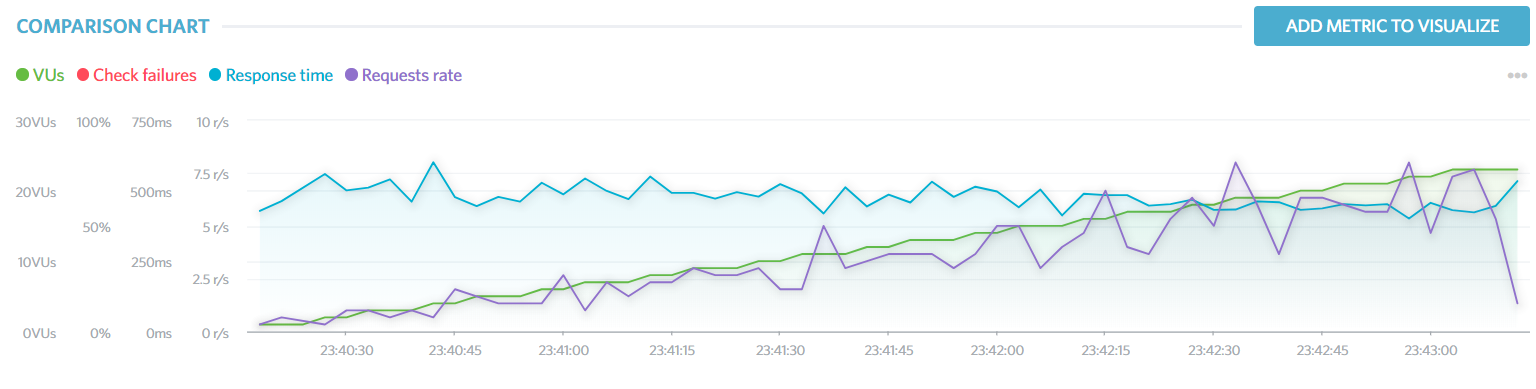 COMPARISON CHART
ADD METRIC TO VISUALIZE
VUs Check failures Response time Requests rate
30VUs 100% 750ms 10 r/s
7.5 r/s
20VUs 500ms
50% 5 r/s
10VUs 250ms
2.5 r/s
0VUs 0% 0ms 0 r/s
23:40:30 23:40:45 23:41:00 23:41:15 23:41:30 23:41:45 23:42:00 23:42:15 23:42:30 23:42:45 23:43:00